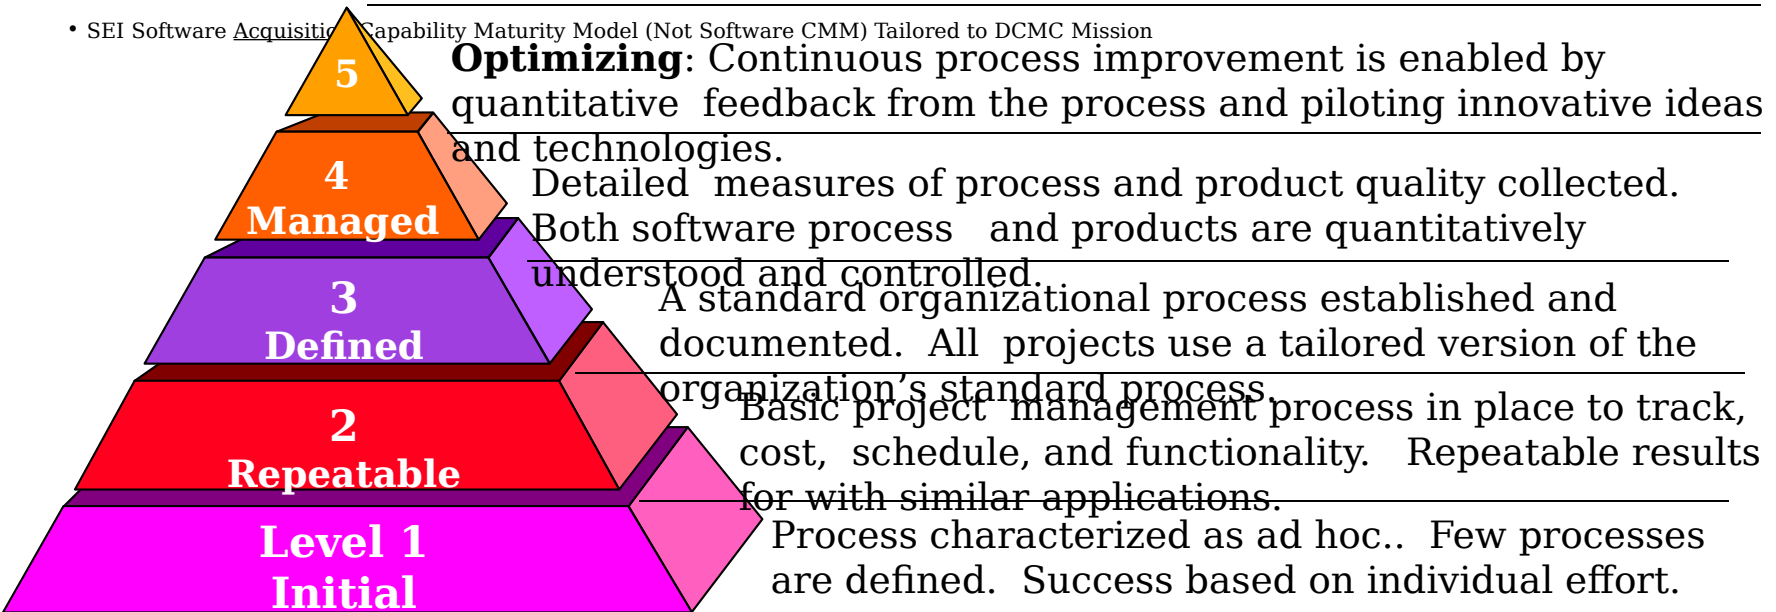 • SEI Software Acquisitio Capability Maturity Model (Not Software CMM) Tailored to DCMC Mission
5
Optimizing: Continuous process improvement is enabled by
quantitative feedback from the process and piloting innovative ideas
and technologies.
4
Managed
Detailed measures of process and product quality collected.
Both software process and products are quantitatively
understood and controlled.
3
Defined
A standard organizational process established and
documented. All projects use a tailored version of the
organization’s standard process.
2
Repeatable
Basic project management process in place to track,
cost, schedule, and functionality. Repeatable results
for with similar applications.
Level 1
Initial
Process characterized as ad hoc.. Few processes
are defined. Success based on individual effort.